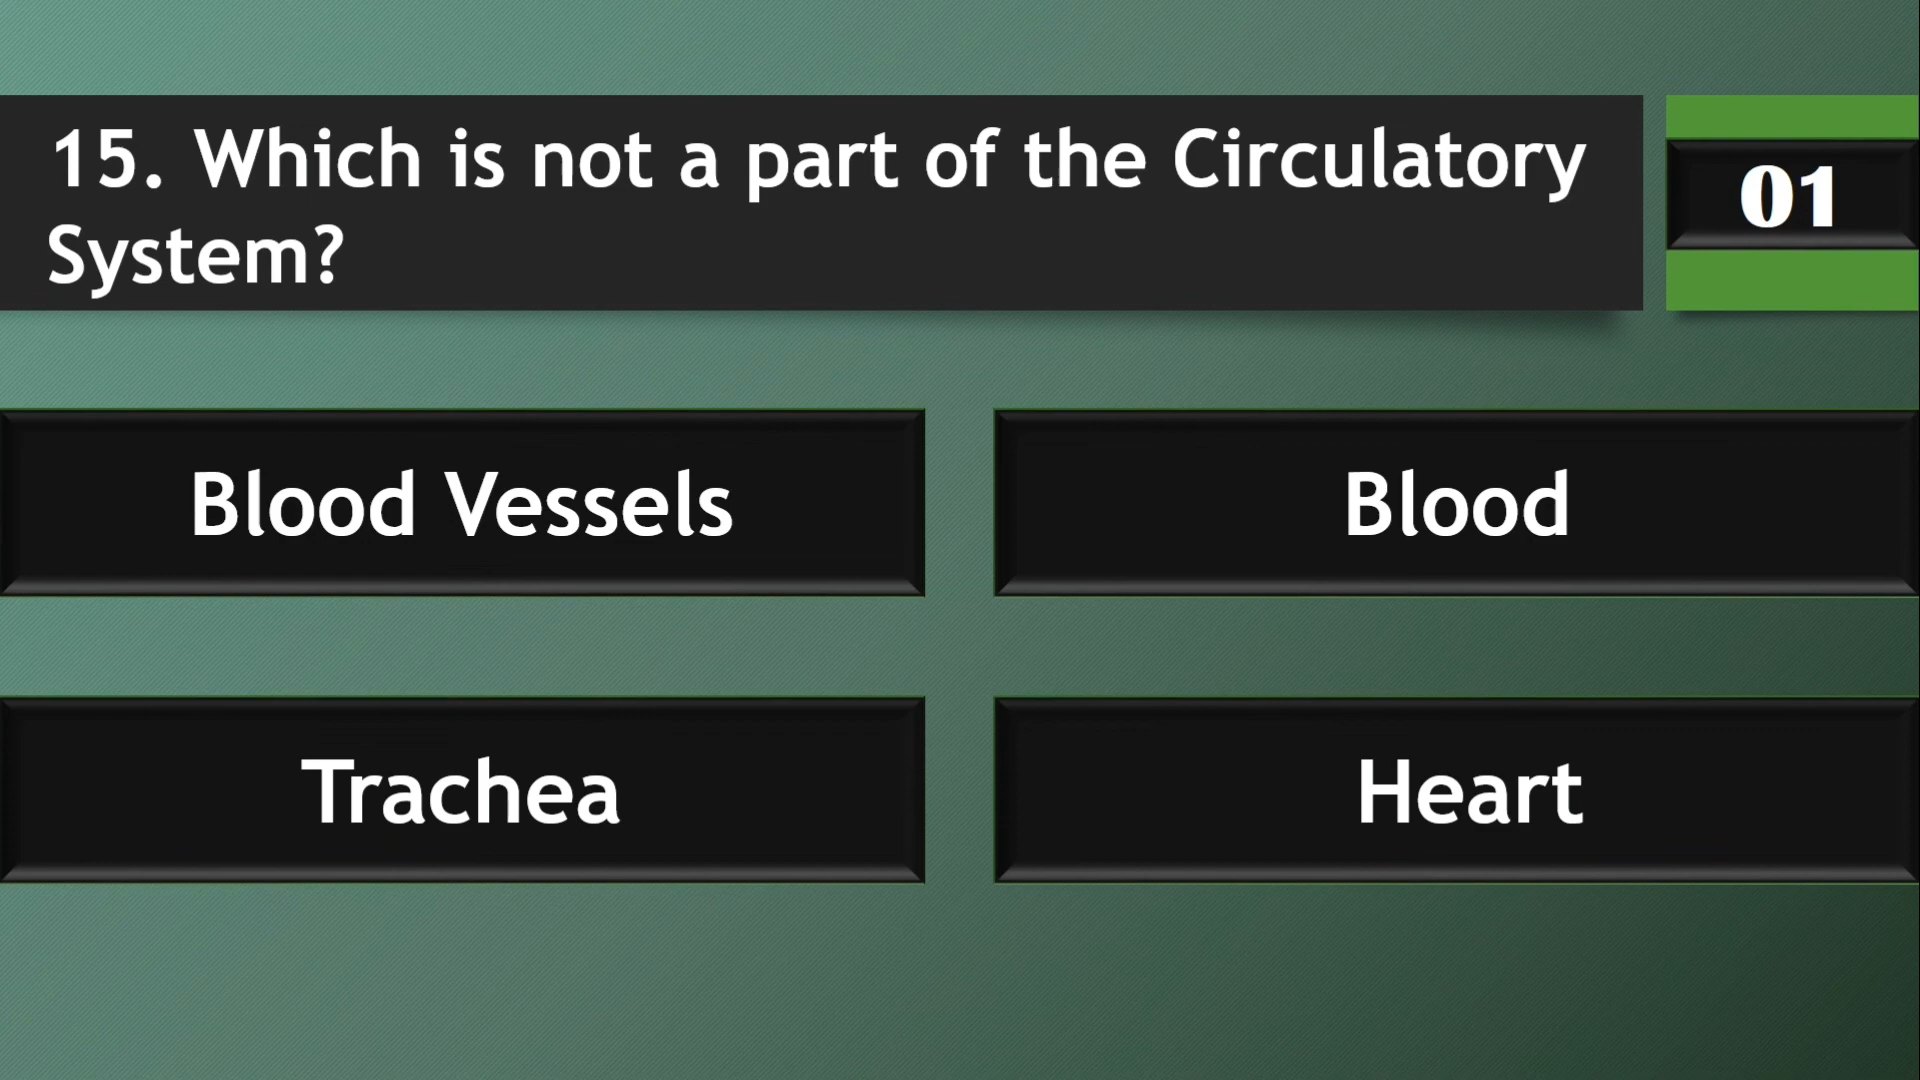 15. Which is not a part of the Circulatory
System?
01
Blood Vessels
Blood
Trachea
Heart